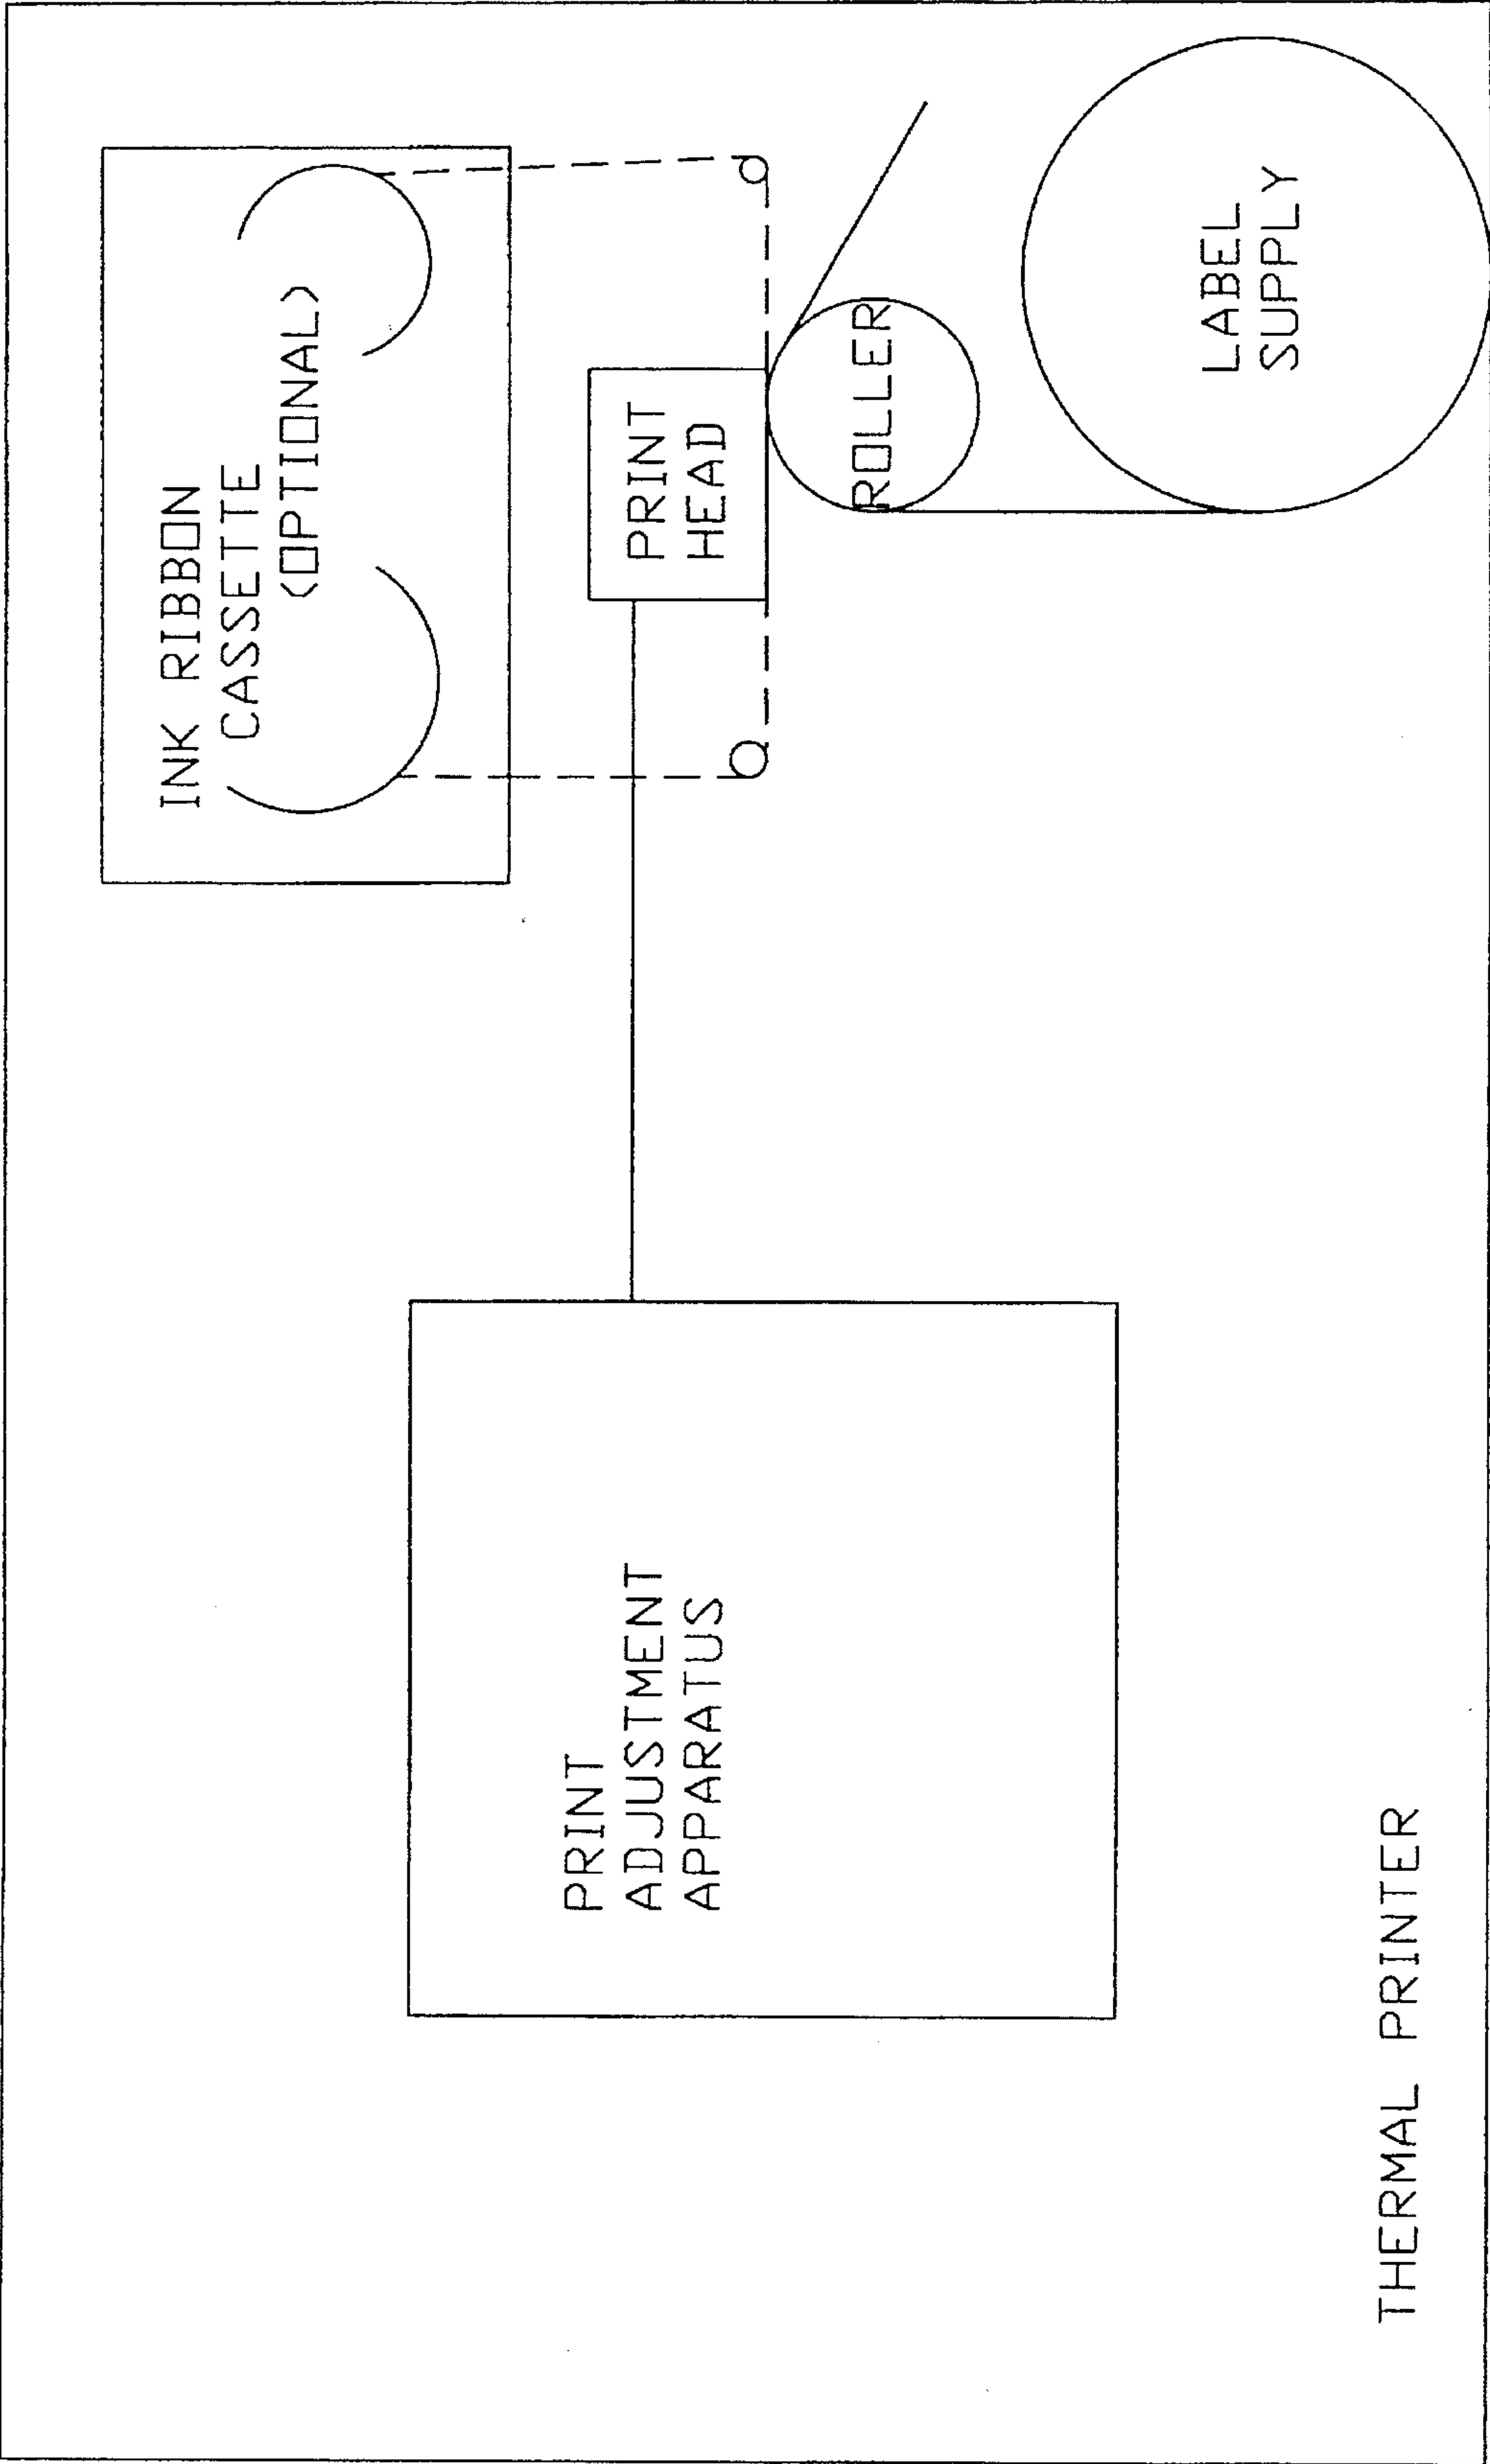 INK RIBBON
CASSETTE
(OPTIONAL)
PRINT
HEAD
ROLLER
LABEL
SUPPLY
PRINT
ADJUSTMENT
APPARATUS
THERMAL PRINTER